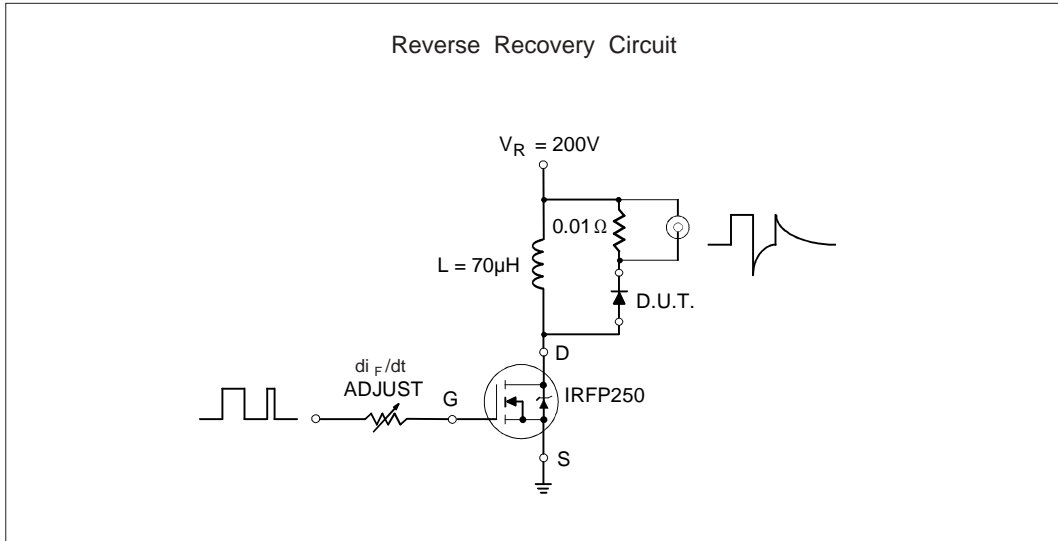 Reverse Recovery Circuit
V_R = 200V
0.01 Ω
L = 70µH
D.U.T.
di_F/dt
ADJUST
D
G
IRFP250
S